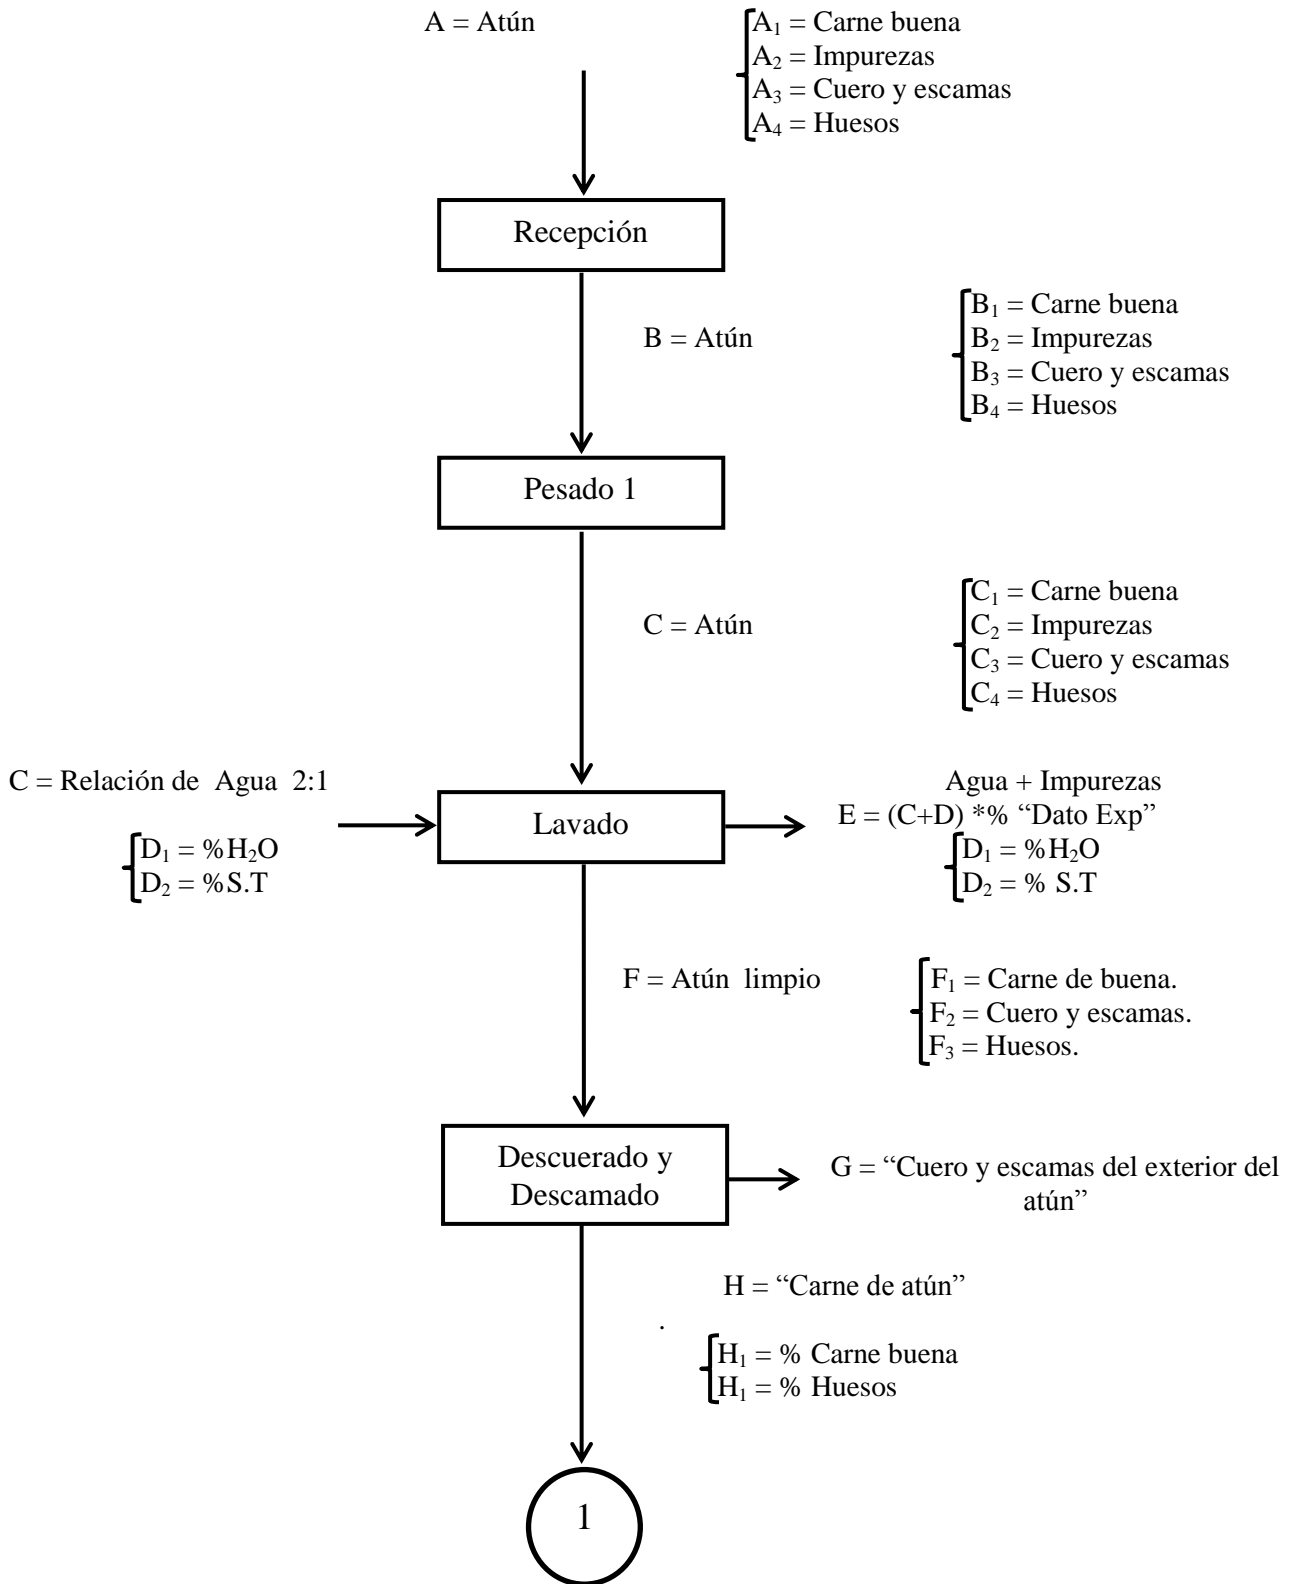 A = Atún
A₁ = Carne buena
A₂ = Impurezas
A₃ = Cuero y escamas
A₄ = Huesos
Recepción
B = Atún
B₁ = Carne buena
B₂ = Impurezas
B₃ = Cuero y escamas
B₄ = Huesos
Pesado 1
C = Atún
C₁ = Carne buena
C₂ = Impurezas
C₃ = Cuero y escamas
C₄ = Huesos
C = Relación de Agua 2:1
D₁ = %H₂O
D₂ = %S.T
Lavado
Agua + Impurezas
E = (C+D) *% “Dato Exp”
D₁ = %H₂O
D₂ = % S.T
F = Atún limpio
F₁ = Carne de buena.
F₂ = Cuero y escamas.
F₃ = Huesos.
Descuerado y
Descamado
G = “Cuero y escamas del exterior del
atún”
H = “Carne de atún”
.
H₁ = % Carne buena
H₁ = % Huesos
1